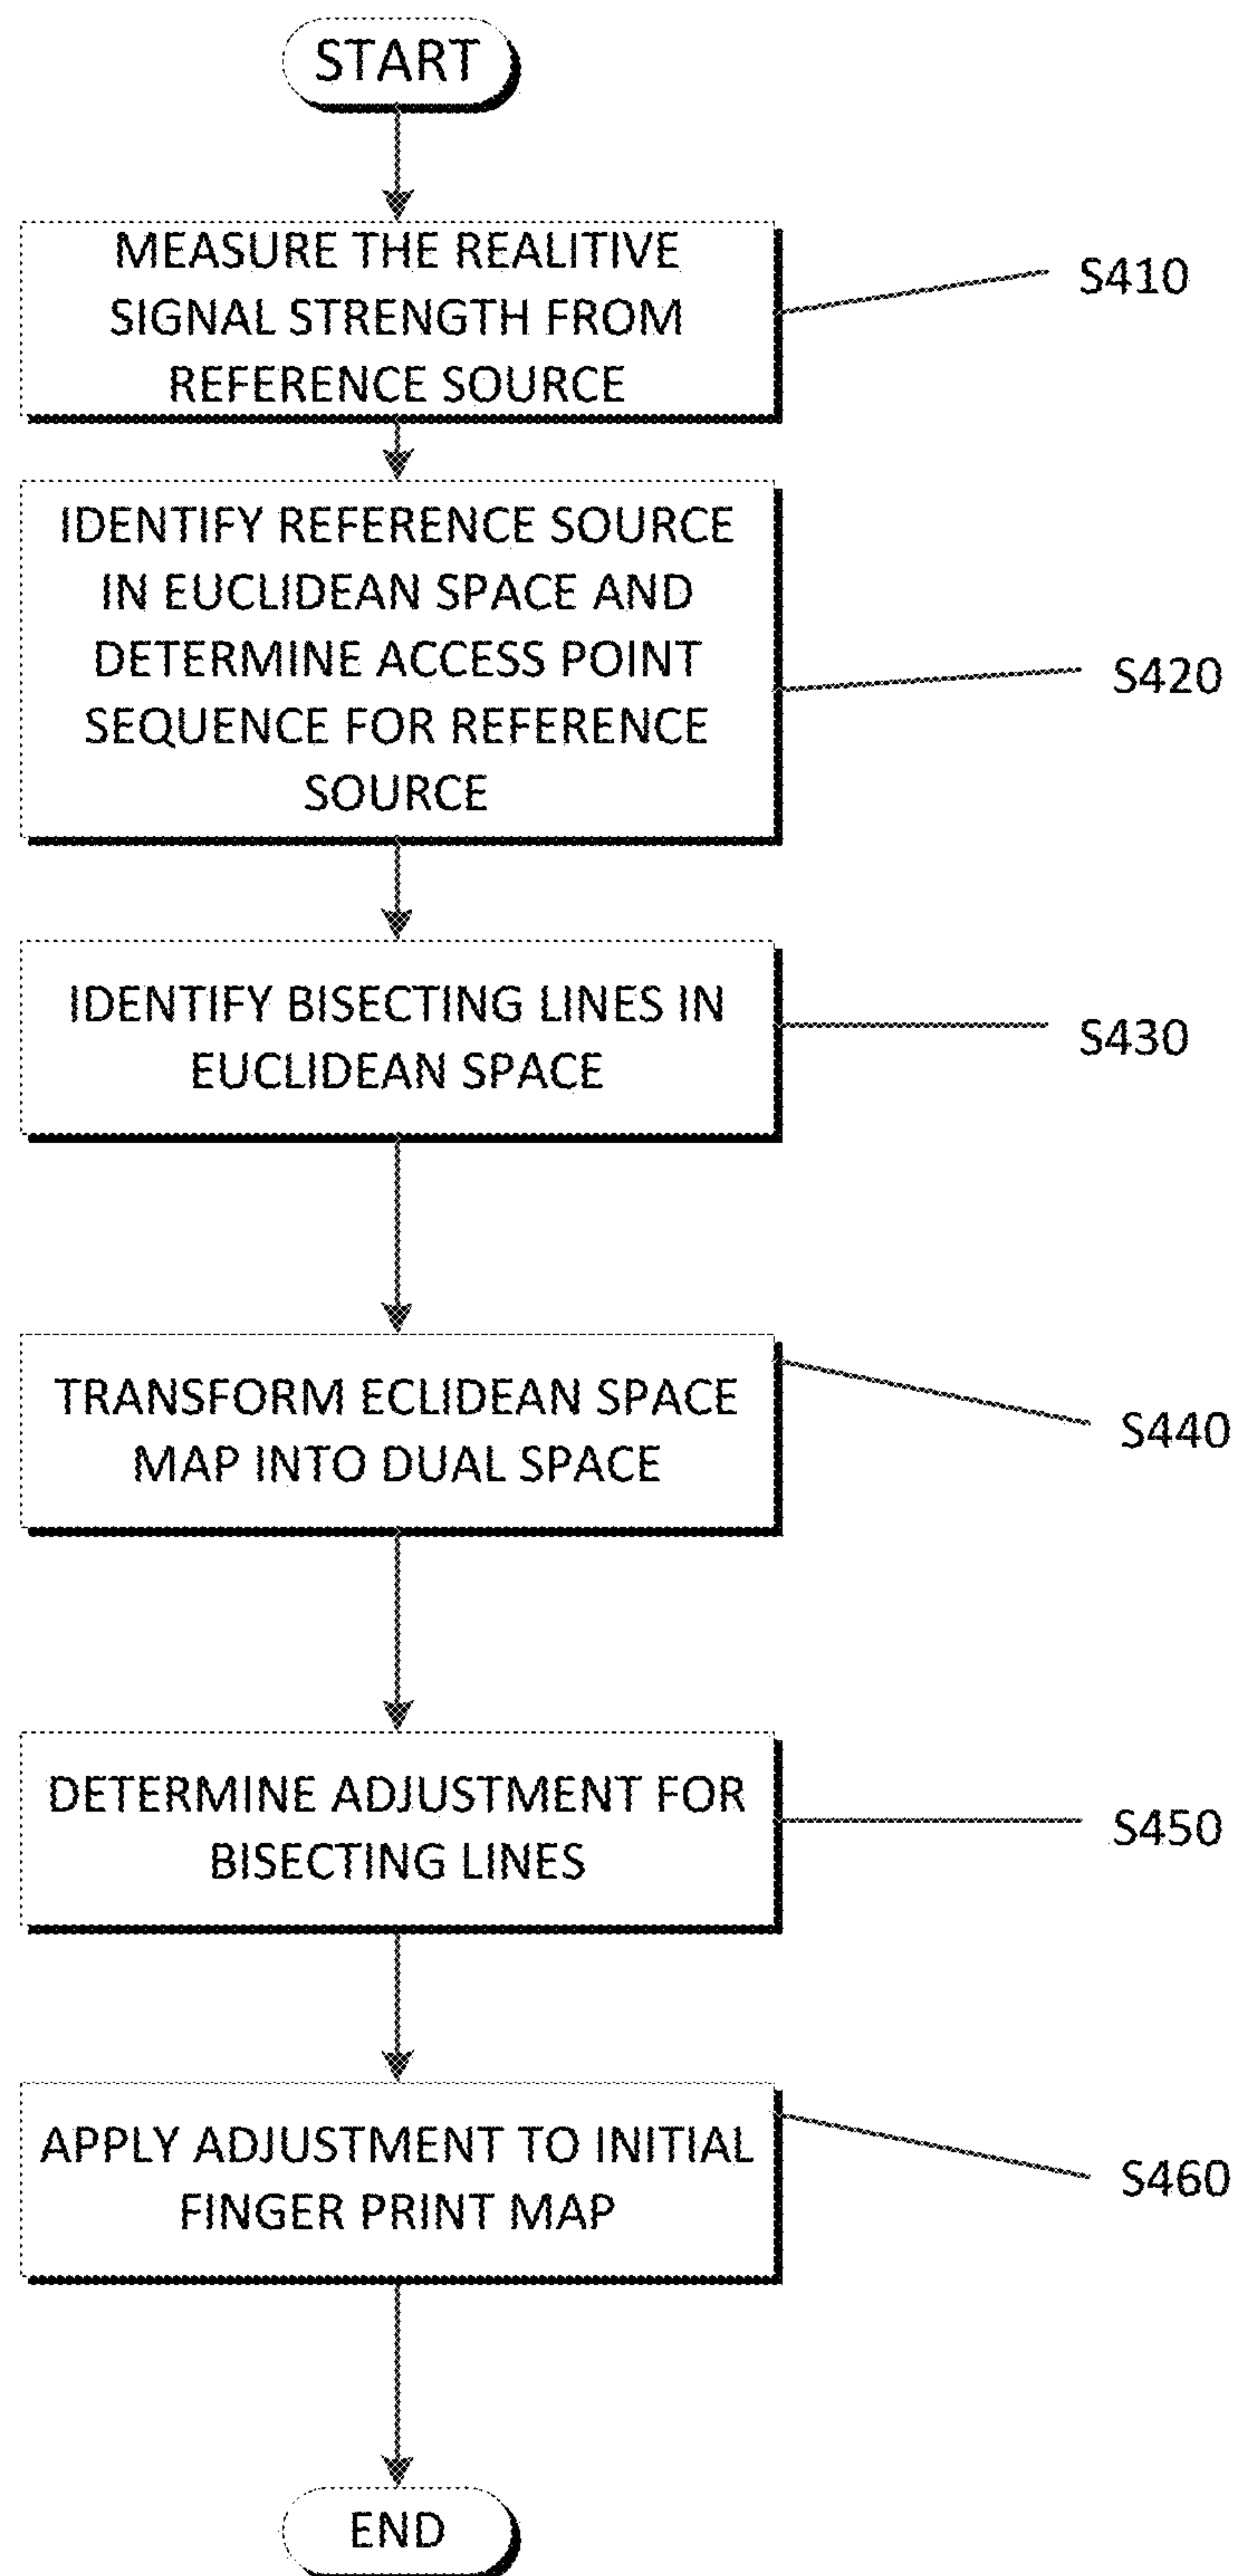 START
MEASURE THE REALITIVE
SIGNAL STRENGTH FROM
REFERENCE SOURCE
S410
IDENTIFY REFERENCE SOURCE
IN EUCLIDEAN SPACE AND
DETERMINE ACCESS POINT
SEQUENCE FOR REFERENCE
SOURCE
S420
IDENTIFY BISECTING LINES IN
EUCLIDEAN SPACE
S430
TRANSFORM ECLIDEAN SPACE
MAP INTO DUAL SPACE
S440
DETERMINE ADJUSTMENT FOR
BISECTING LINES
S450
APPLY ADJUSTMENT TO INITIAL
FINGER PRINT MAP
S460
END